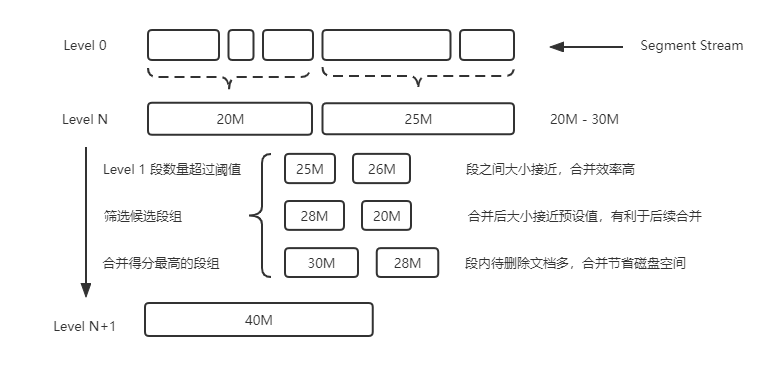 Level 0
Segment Stream
Level N
20M
25M
20M - 30M
Level 1 段数量超过阈值
25M
26M
段之间大小接近，合并效率高
筛选候选段组
28M
20M
合并后大小接近预设值，有利于后续合并
合并得分最高的段组
30M
28M
段内待删除文档多，合并节省磁盘空间
Level N+1
40M